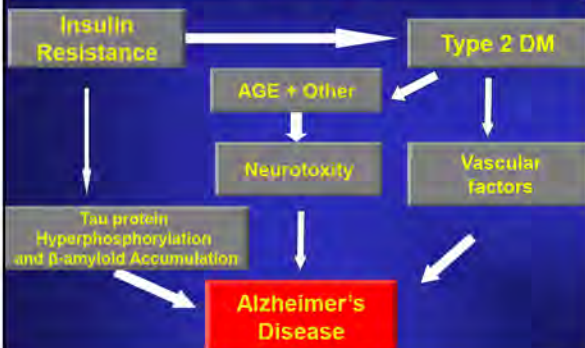 Insulin
Resistance
Type 2 DM
AGE + Other
Neurotoxity
Vascular
factors
Tau protein
Hyperphosphorylation
and β-amyloid Accumulation
Alzheimer's
Disease